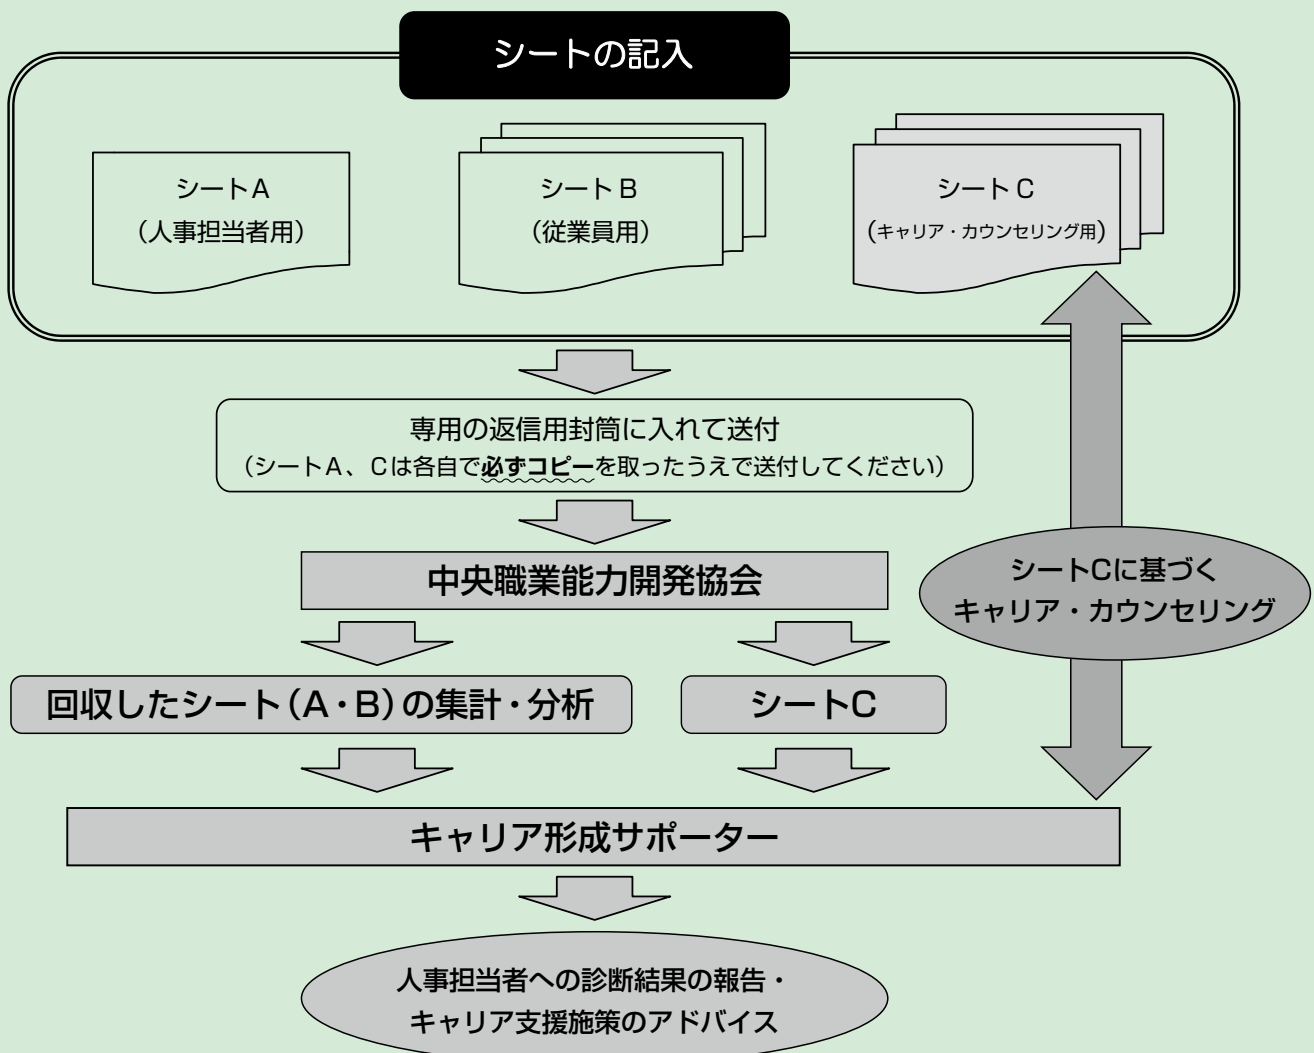 シートの記入
シートA
(人事担当者用)
シート B
(従業員用)
シート C
(キャリア・カウンセリング用)
専用の返信用封筒に入れて送付
(シートA、Cは各自で必ずコピーを取ったうえで送付してください)
中央職業能力開発協会
シートCに基づく
キャリア・カウンセリング
回収したシート(A・B)の集計・分析
シートC
キャリア形成サポーター
人事担当者への診断結果の報告・
キャリア支援施策のアドバイス